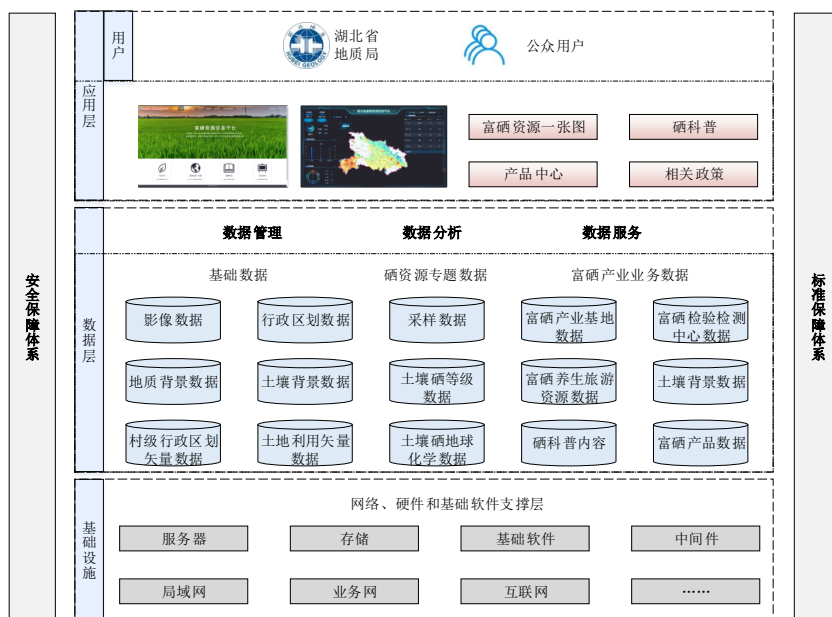 用户
湖北省
地质局
公众用户
HUBEI GEOLOGY
应用层
富硒资源信息平台
富硒资源一张图
硒科普
产品中心
相关政策
安全保障体系
标准保障体系
数据管理
数据分析
数据服务
数据层
基础数据
硒资源专题数据
富硒产业业务数据
影像数据
行政区划数据
采样数据
富硒产业基地
数据
富硒检验检测
中心数据
地质背景数据
土壤背景数据
土壤硒等级
数据
富硒养生旅游
资源数据
土壤背景数据
村级行政区划
矢量数据
土地利用矢量
数据
土壤硒地球
化学数据
硒科普内容
富硒产品数据
基础设施
网络、硬件和基础软件支撑层
服务器
存储
基础软件
中间件
局域网
业务网
互联网
……